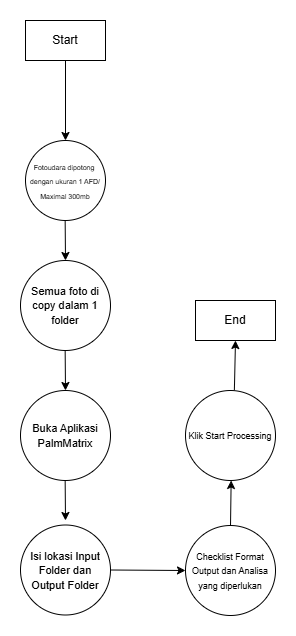 Start
Fotoudara dipotong
dengan ukuran 1 AFD/
Maximal 300mb
Semua foto di
copy dalam 1
folder
Buka Aplikasi
PalmMatrix
Isi lokasi Input
Folder dan
Output Folder
Checklist Format
Output dan Analisa
yang diperlukan
Klik Start Processing
End